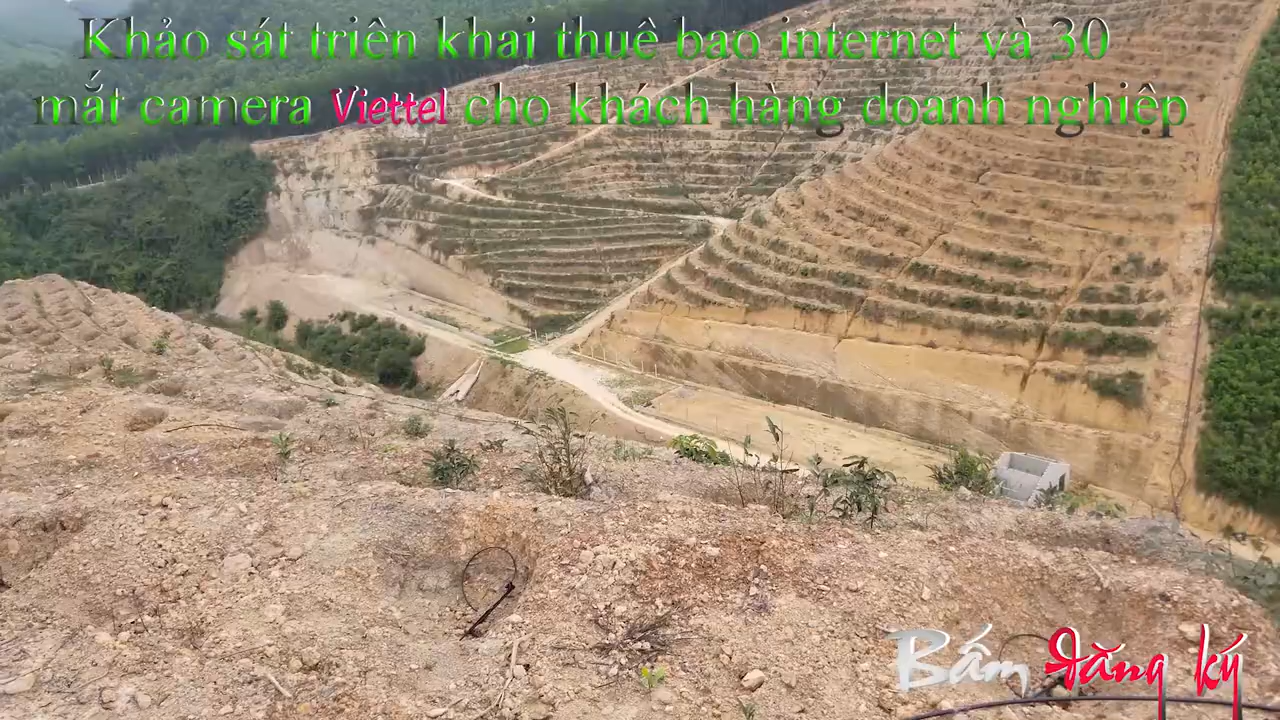 Khảo sát triên khai thuê bao internet và 30
mắt camera Viettel cho khách hàng doanh nghiệp
Bấm đăng ký